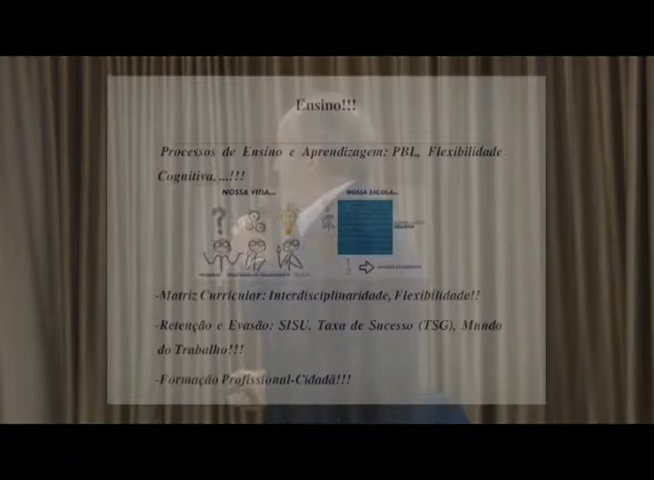 Ensino!!!
Processos de Ensino e Aprendizagem: PBL, Flexibilidade
Cognitiva, ...!!!
NOSSA VIDA...
NOSSA ESCOLA...
-Matriz Curricular: Interdisciplinaridade, Flexibilidade!!
-Retenção e Evasão: SISU, Taxa de Sucesso (TSG), Mundo
do Trabalho!!!
-Formação Profissional-Cidadã!!!